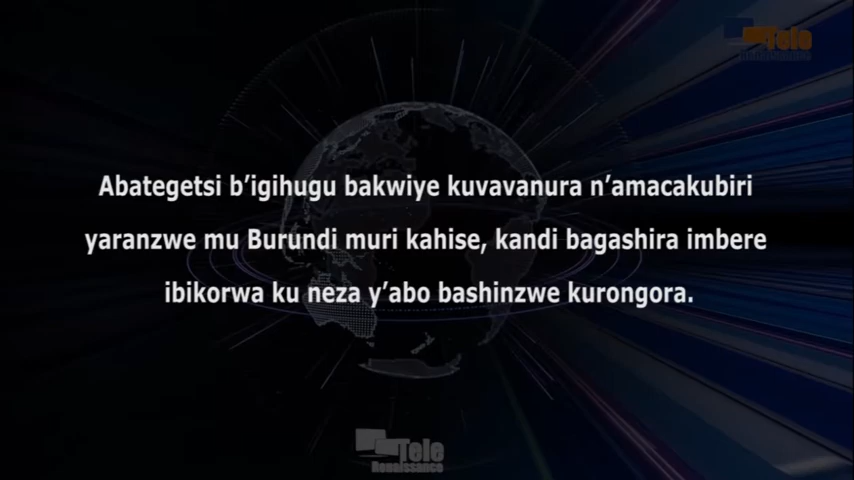 Tele
Renaissance
Abategetsi b’igihugu bakwiye kuvavanura n’amacakubiri
yaranzwe mu Burundi muri kahise, kandi bagashira imbere
ibikorwa ku neza y’abo bashinzwe kurongora.
Tele
Renaissance